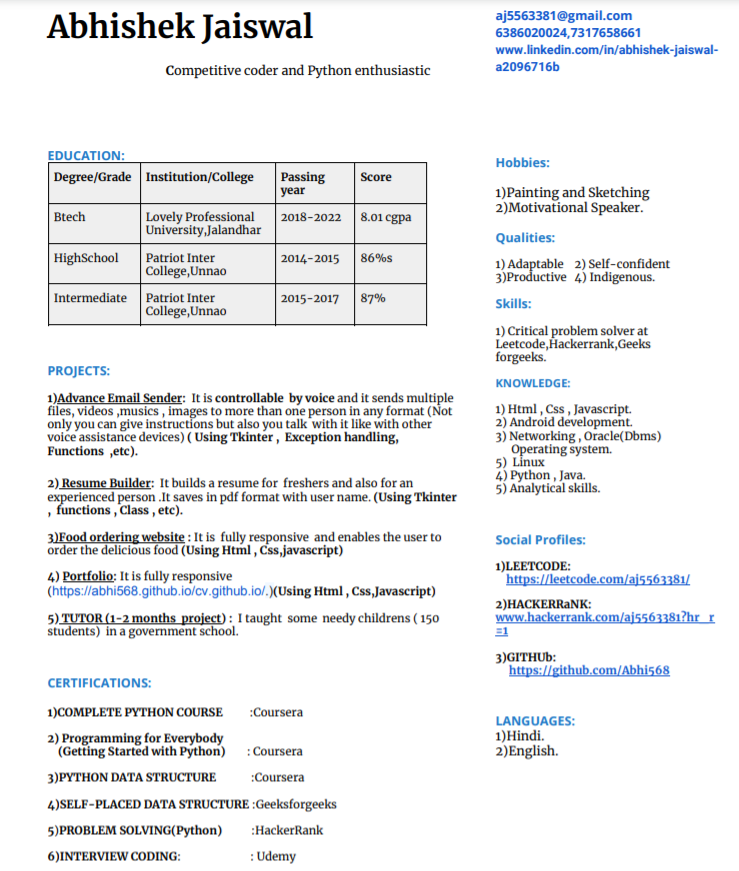 Abhishek Jaiswal
Competitive coder and Python enthusiastic
aj5563381@gmail.com
6386020024,7317658661
www.linkedin.com/in/abhishek-jaiswal-
a2096716b
EDUCATION:
Degree/Grade Institution/College Passing year Score
Btech Lovely Professional University,Jalandhar 2018-2022 8.01 cgpa
HighSchool Patriot Inter College,Unnao 2014-2015 86%s
Intermediate Patriot Inter College,Unnao 2015-2017 87%
PROJECTS:
1)Advance Email Sender: It is controllable by voice and it sends multiple
files, videos ,musics , images to more than one person in any format (Not
only you can give instructions but also you talk with it like with other
voice assistance devices) ( Using Tkinter , Exception handling,
Functions ,etc).
2) Resume Builder: It builds a resume for freshers and also for an
experienced person .It saves in pdf format with user name. (Using Tkinter
, functions , Class , etc).
3)Food ordering website : It is fully responsive and enables the user to
order the delicious food (Using Html , Css,javascript)
4) Portfolio: It is fully responsive
(https://abhi568.github.io/cv.github.io/.)(Using Html , Css,Javascript)
5) TUTOR (1-2 months project) : I taught some needy childrens ( 150
students) in a government school.
CERTIFICATIONS:
1)COMPLETE PYTHON COURSE :Coursera
2) Programming for Everybody
(Getting Started with Python) : Coursera
3)PYTHON DATA STRUCTURE :Coursera
4)SELF-PLACED DATA STRUCTURE :Geeksforgeeks
5)PROBLEM SOLVING(Python) :HackerRank
6)INTERVIEW CODING: : Udemy
Hobbies:
1)Painting and Sketching
2)Motivational Speaker.
Qualities:
1) Adaptable 2) Self-confident
3)Productive 4) Indigenous.
Skills:
1) Critical problem solver at
Leetcode,Hackerrank,Geeks
forgeeks.
KNOWLEDGE:
1) Html , Css , Javascript.
2) Android development.
3) Networking , Oracle(Dbms)
Operating system.
5) Linux
4) Python , Java.
5) Analytical skills.
Social Profiles:
1)LEETCODE:
https://leetcode.com/aj5563381/
2)HACKERRaNK:
www.hackerrank.com/aj5563381?hr_r
=1
3)GITHUb:
https://github.com/Abhi568
LANGUAGES:
1)Hindi.
2)English.